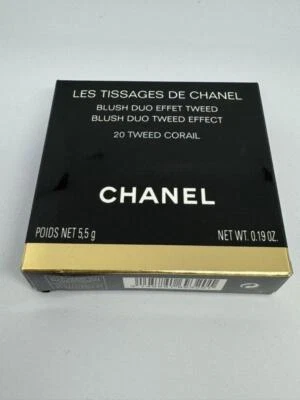 LES TISSAGES DE CHANEL
BLUSH DUO EFFET TWEED
BLUSH DUO TWEED EFFECT
20 TWEED CORAIL
CHANEL
POIDS NET 5,5 g
NET WT. 0.19 OZ.